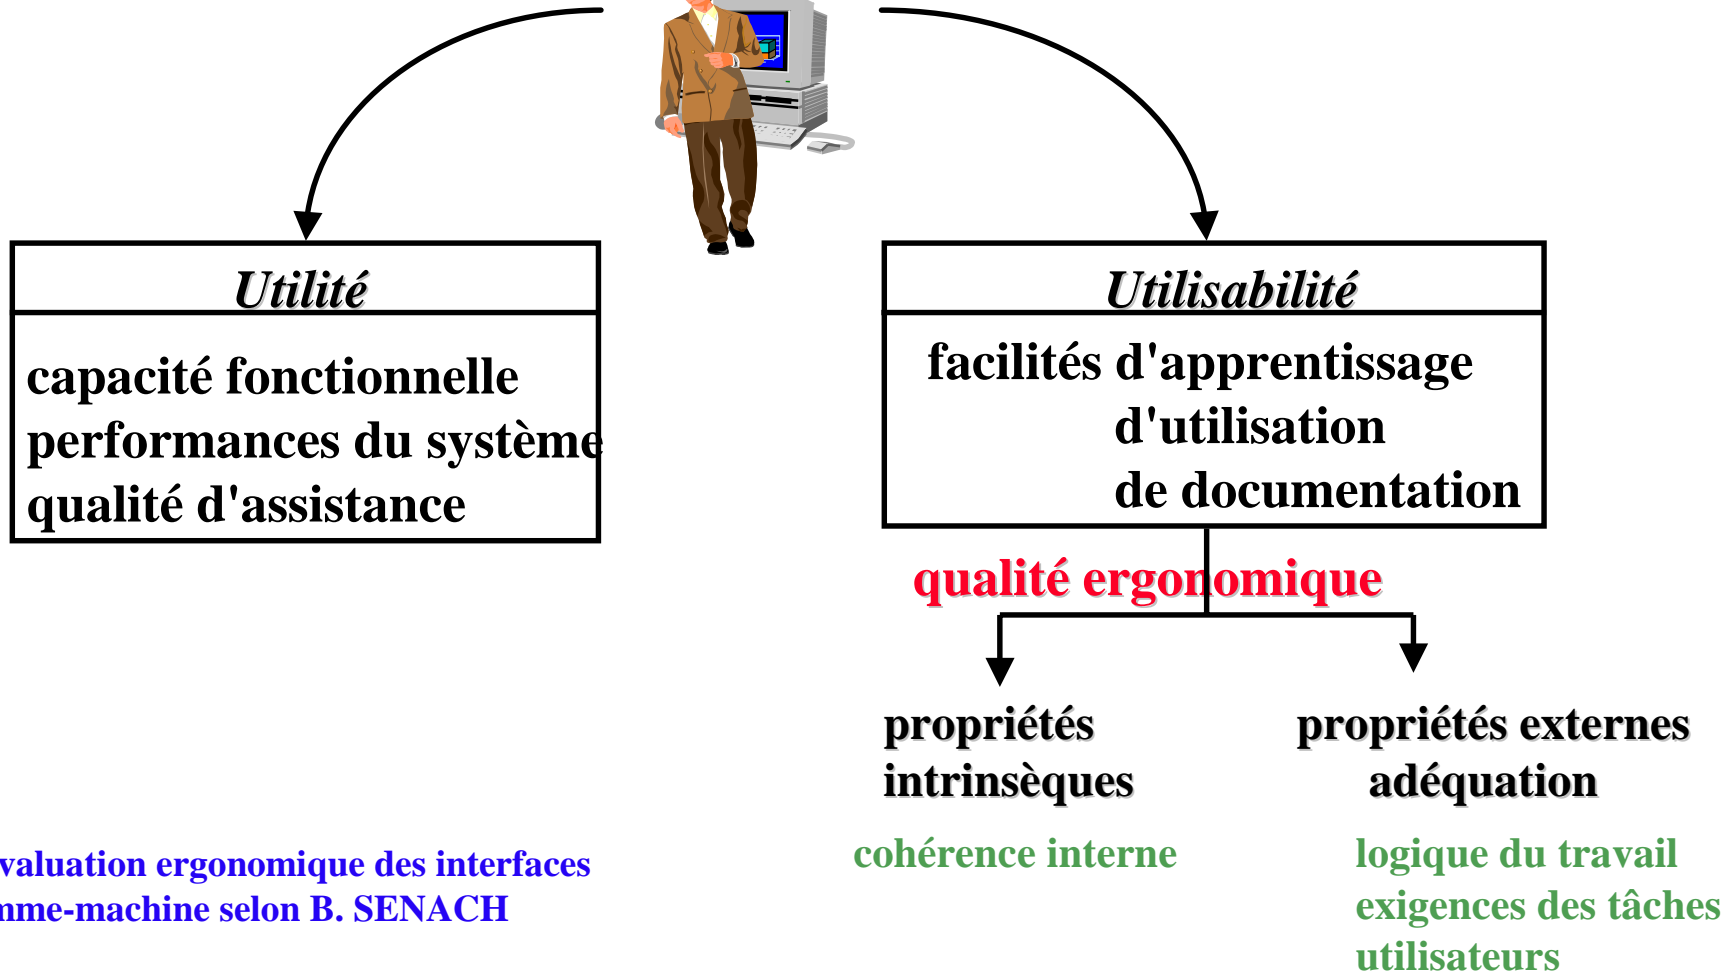 Utilité
capacité fonctionnelle
performances du système
qualité d'assistance
Utilisabilité
facilités d'apprentissage
d'utilisation
de documentation
qualité ergonomique
propriétés
intrinsèques
cohérence interne
propriétés externes
adéquation
logique du travail
exigences des tâches
utilisateurs
valuation ergonomique des interfaces
mme-machine selon B. SENACH